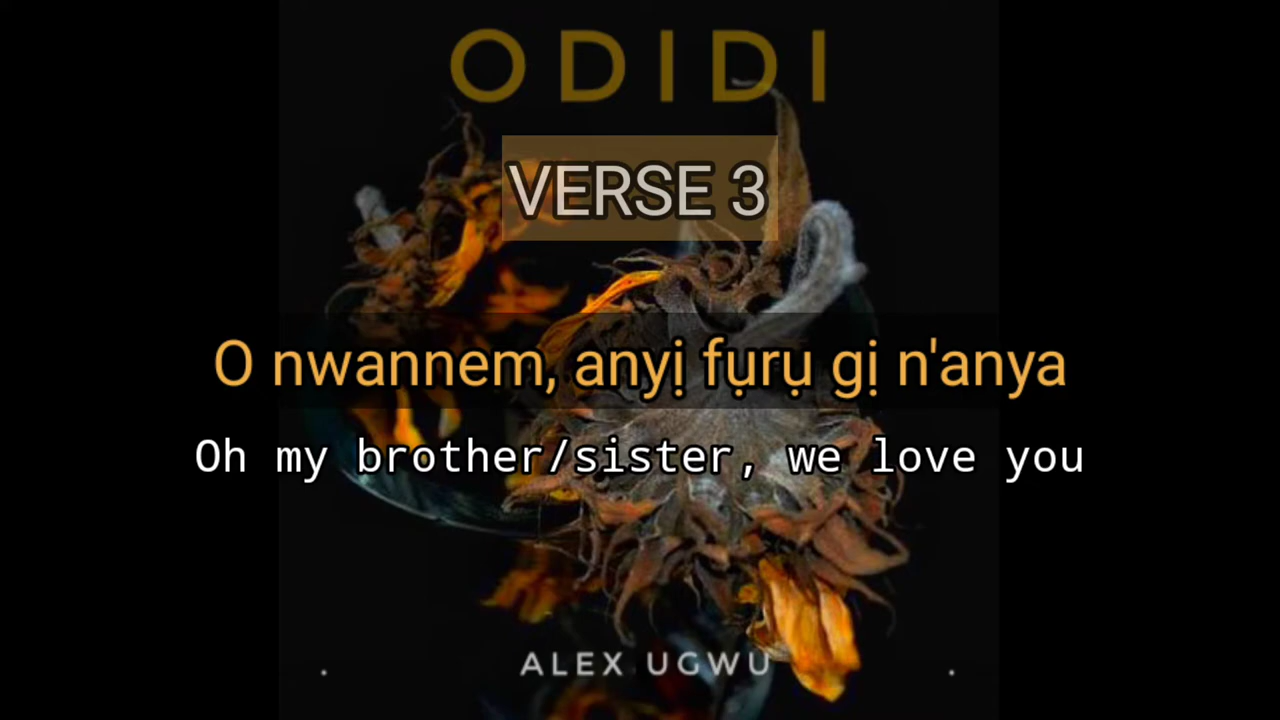 ODIDI
VERSE 3
O nwannem, anyị fụrụ gị n'anya
Oh my brother/sister, we love you
. ALEX UGWU .